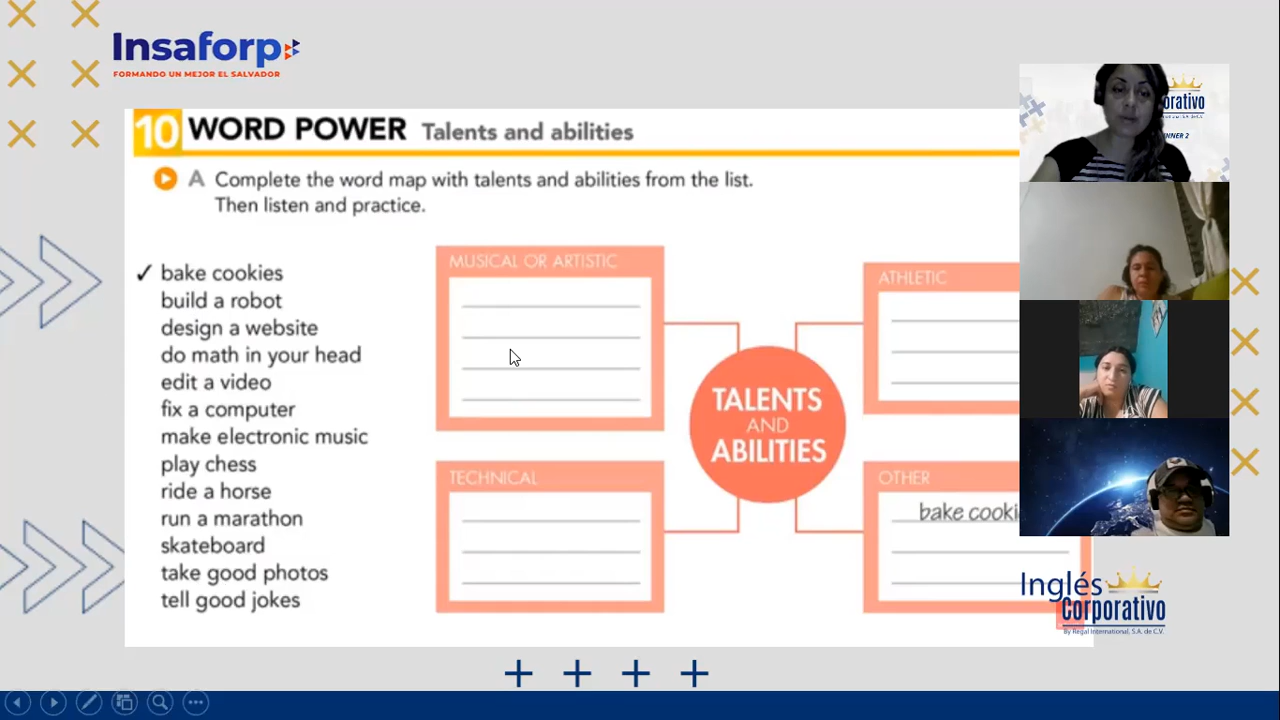 Insaforp
FORMANDO UN MEJOR EL SALVADOR
10 WORD POWER Talents and abilities
A Complete the word map with talents and abilities from the list.
Then listen and practice.
✓ bake cookies
build a robot
design a website
do math in your head
edit a video
fix a computer
make electronic music
play chess
ride a horse
run a marathon
skateboard
take good photos
tell good jokes
MUSICAL OR ARTISTIC
ATHLETIC
TALENTS
AND
ABILITIES
TECHNICAL
OTHER
bake cooki
orativo
NNER 2
Inglés
Corporativo
By Regal International, S.A. de C.V.